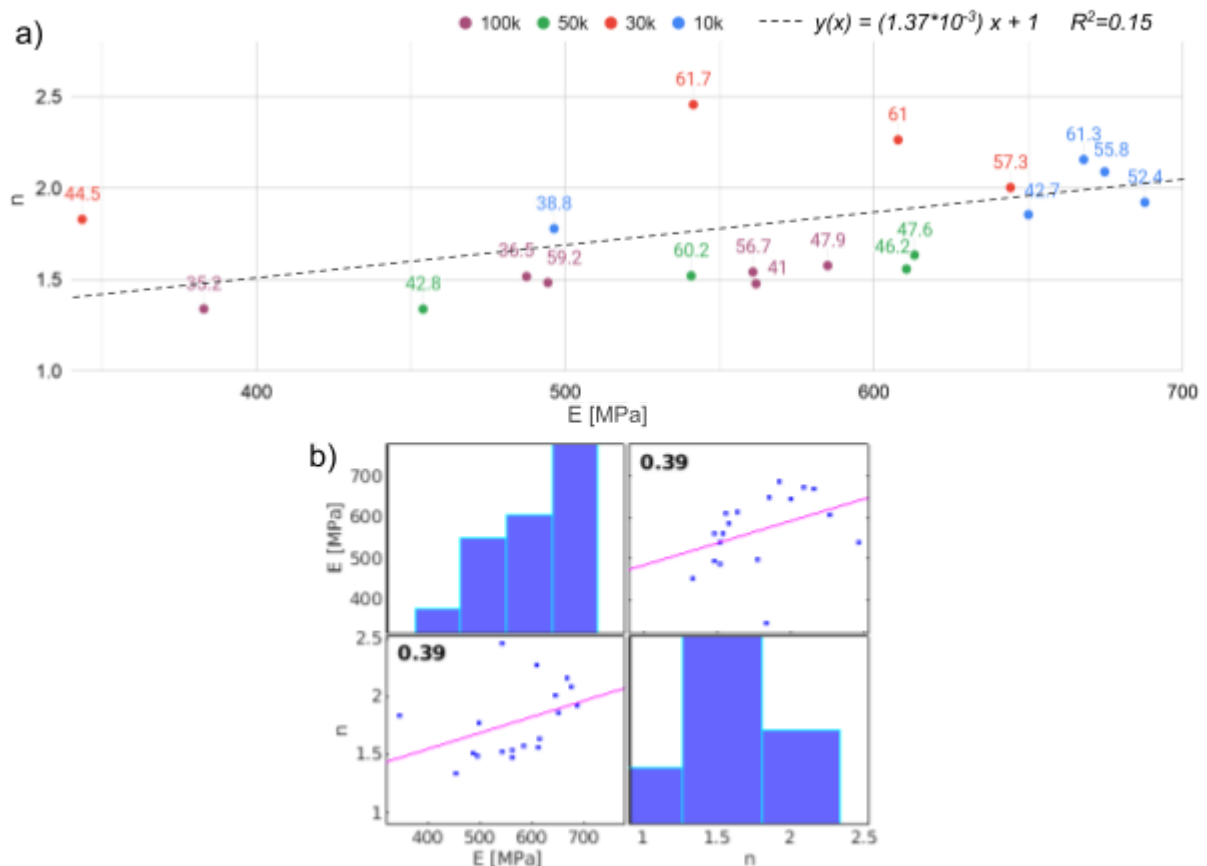 100k 50k 30k 10k y(x) = (1.37*10⁻³) x + 1 R²=0.15
a)
61.7
2.5
61
61.3
55.8
57.3
44.5
52.4
2.0
42.7
38.8
n
47.6
36.5 59.2 60.2 56.7 47.9 46.2
41
1.5
35.2 42.8
1.0
400 500 600 700
E [MPa]
b)
0.39
700
600
500
400
E [MPa]
0.39
2.5
2
1.5
1
n
400 500 600 700
1 1.5 2 2.5
E [MPa] n